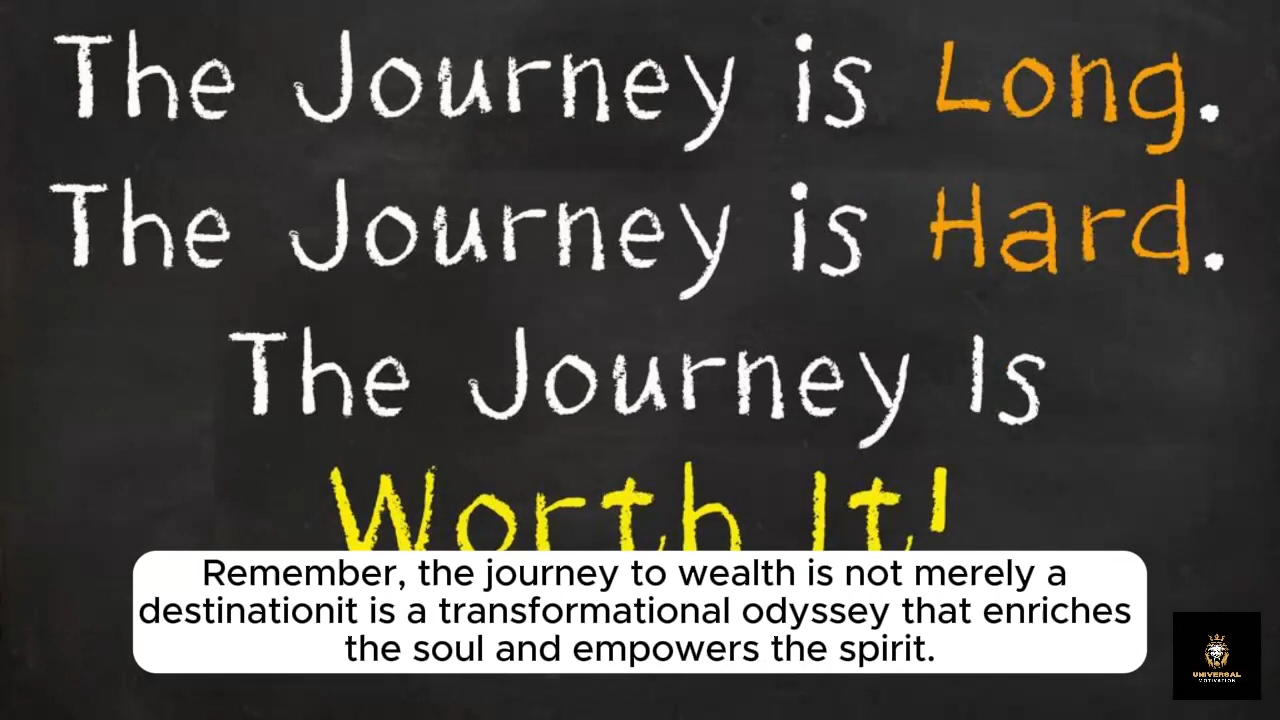 The Journey is Long.
The Journey is Hard.
The Journey Is
Worth It!
Remember, the journey to wealth is not merely a
destinationit is a transformational odyssey that enriches
the soul and empowers the spirit.
UNIVERSAL
MOTIVATION